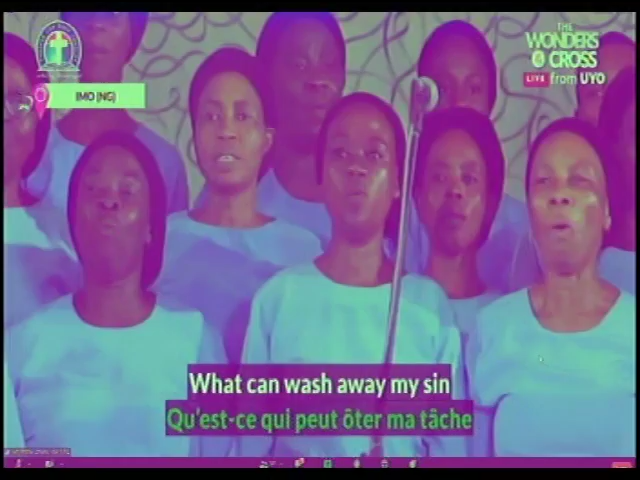 THE
WONDERS
OF CROSS
LIVE from UYO
IMO (NG)
What can wash away my sin
Qu'est-ce qui peut ôter ma tâche